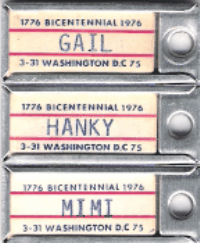 1776 BICENTENNIAL 1976
GAIL
3-31 WASHINGTON D.C 75
1776 BICENTENNIAL 1976
HANKY
3-31 WASHINGTON D.C 75
1776 BICENTENNIAL 1976
MIMI
3-31 WASHINGTON D.C 75